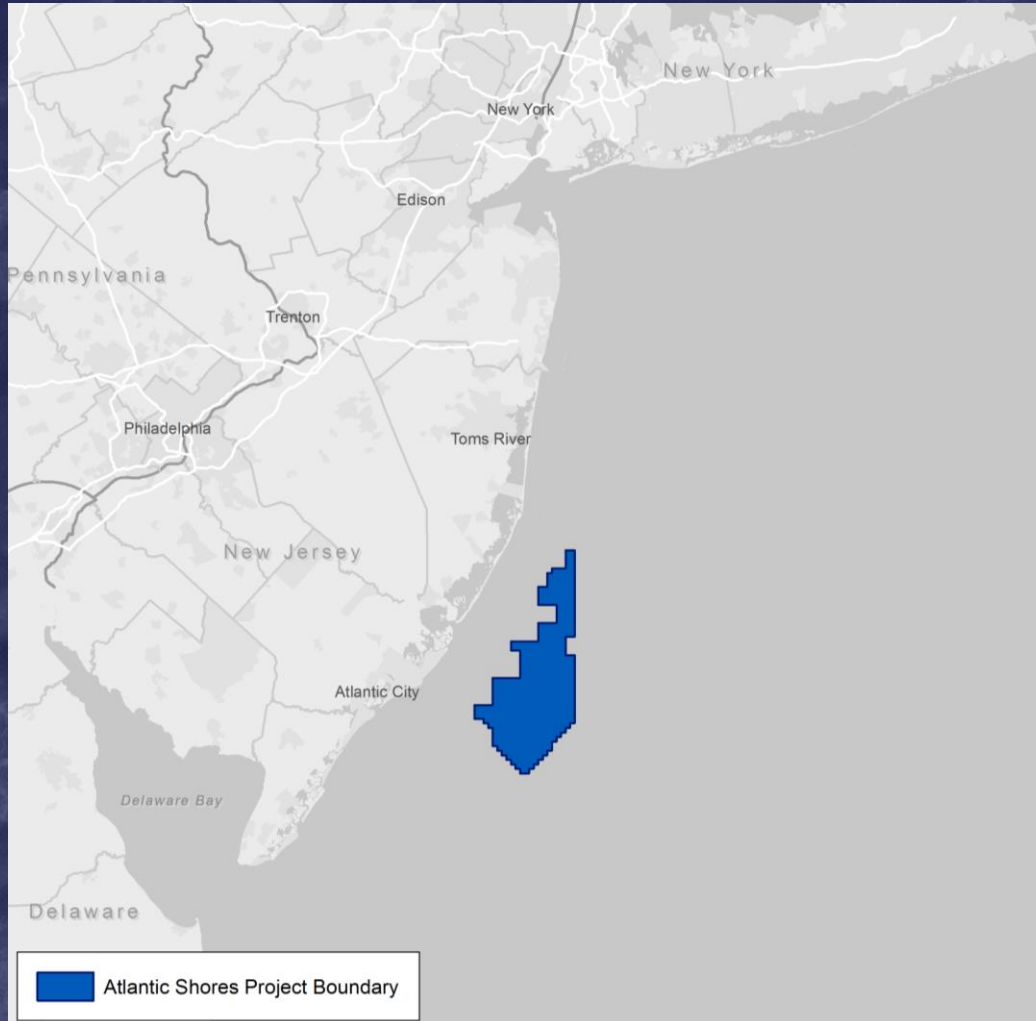 New York
New York
Edison
Pennsylvania
Trenton
Philadelphia
Toms River
New Jersey
Atlantic City
Delaware Bay
Delaware
Atlantic Shores Project Boundary